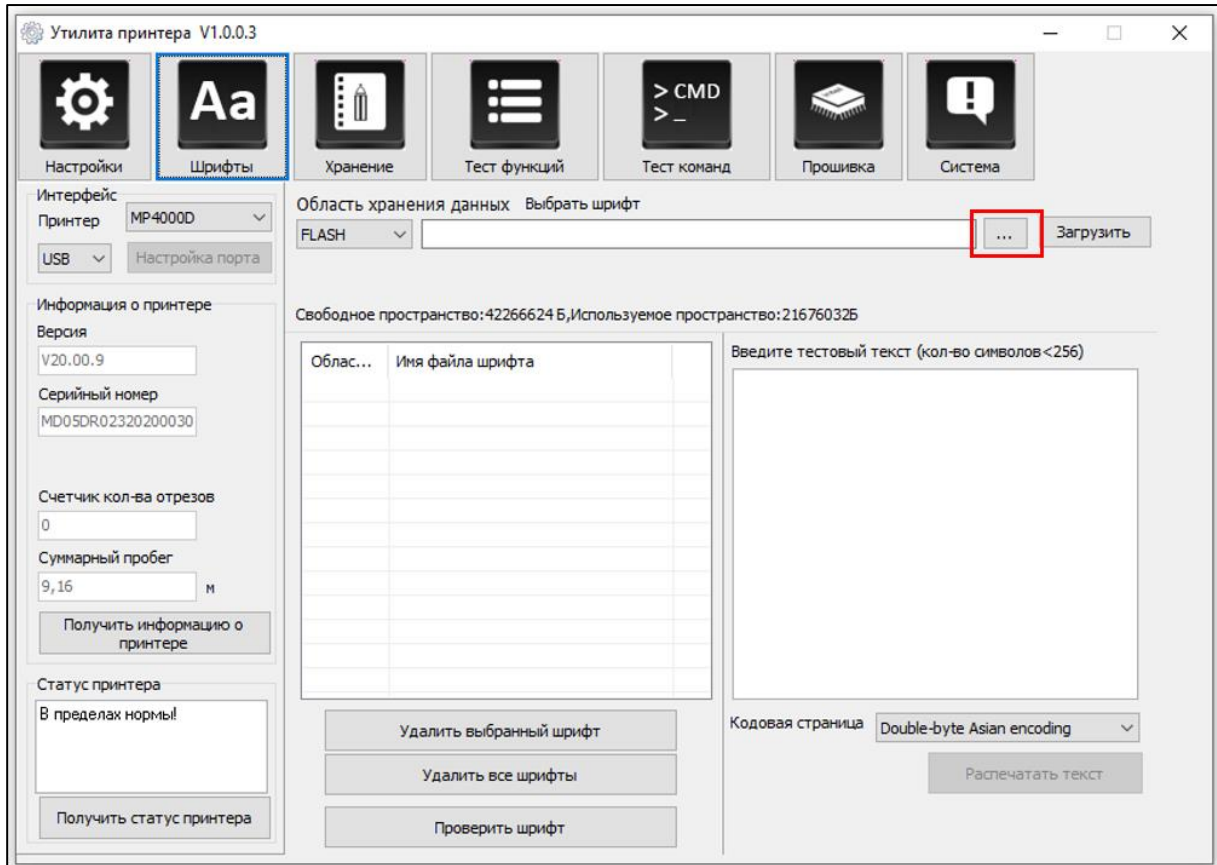 Утилита принтера V1.0.0.3
Aa
> CMD
> _
Настройки
Шрифты
Хранение
Тест функций
Тест команд
Прошивка
Система
Интерфейс
Принтер
MP4000D
USB
Настройка порта
Информация о принтере
Версия
V20.00.9
Серийный номер
MD05DR02320200030
Счетчик кол-ва отрезов
0
Суммарный пробег
9,16 м
Получить информацию о
принтере
Статус принтера
В пределах нормы!
Получить статус принтера
Область хранения данных Выбрать шрифт
FLASH
...
Загрузить
Свободное пространство:42266624 Б,Используемое пространство:21676032Б
Облас... Имя файла шрифта
Удалить выбранный шрифт
Удалить все шрифты
Проверить шрифт
Введите тестовый текст (кол-во символов<256)
Кодовая страница
Double-byte Asian encoding
Распечатать текст